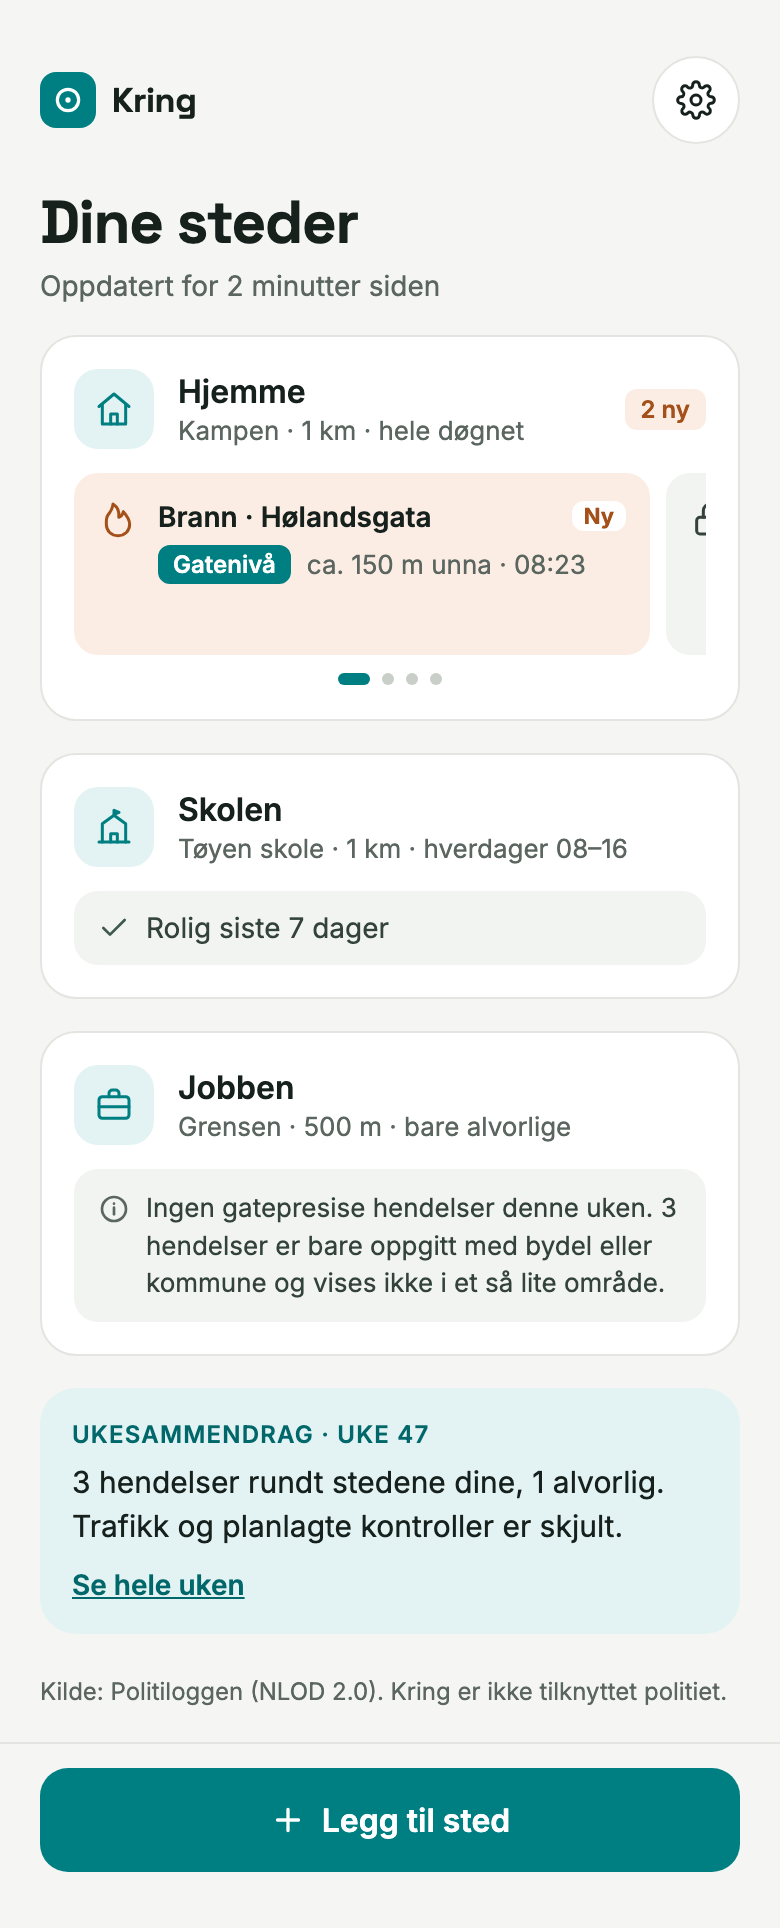 Kring
Dine steder
Oppdatert for 2 minutter siden
Hjemme
Kampen · 1 km · hele døgnet
2 ny
Brann · Hølandsgata
Ny
Gatenivå
ca. 150 m unna · 08:23
Skolen
Tøyen skole · 1 km · hverdager 08–16
Rolig siste 7 dager
Jobben
Grensen · 500 m · bare alvorlige
Ingen gatepresise hendelser denne uken. 3
hendelser er bare oppgitt med bydel eller
kommune og vises ikke i et så lite område.
UKESAMMENDRAG · UKE 47
3 hendelser rundt stedene dine, 1 alvorlig.
Trafikk og planlagte kontroller er skjult.
Se hele uken
Kilde: Politiloggen (NLOD 2.0). Kring er ikke tilknyttet politiet.
Legg til sted